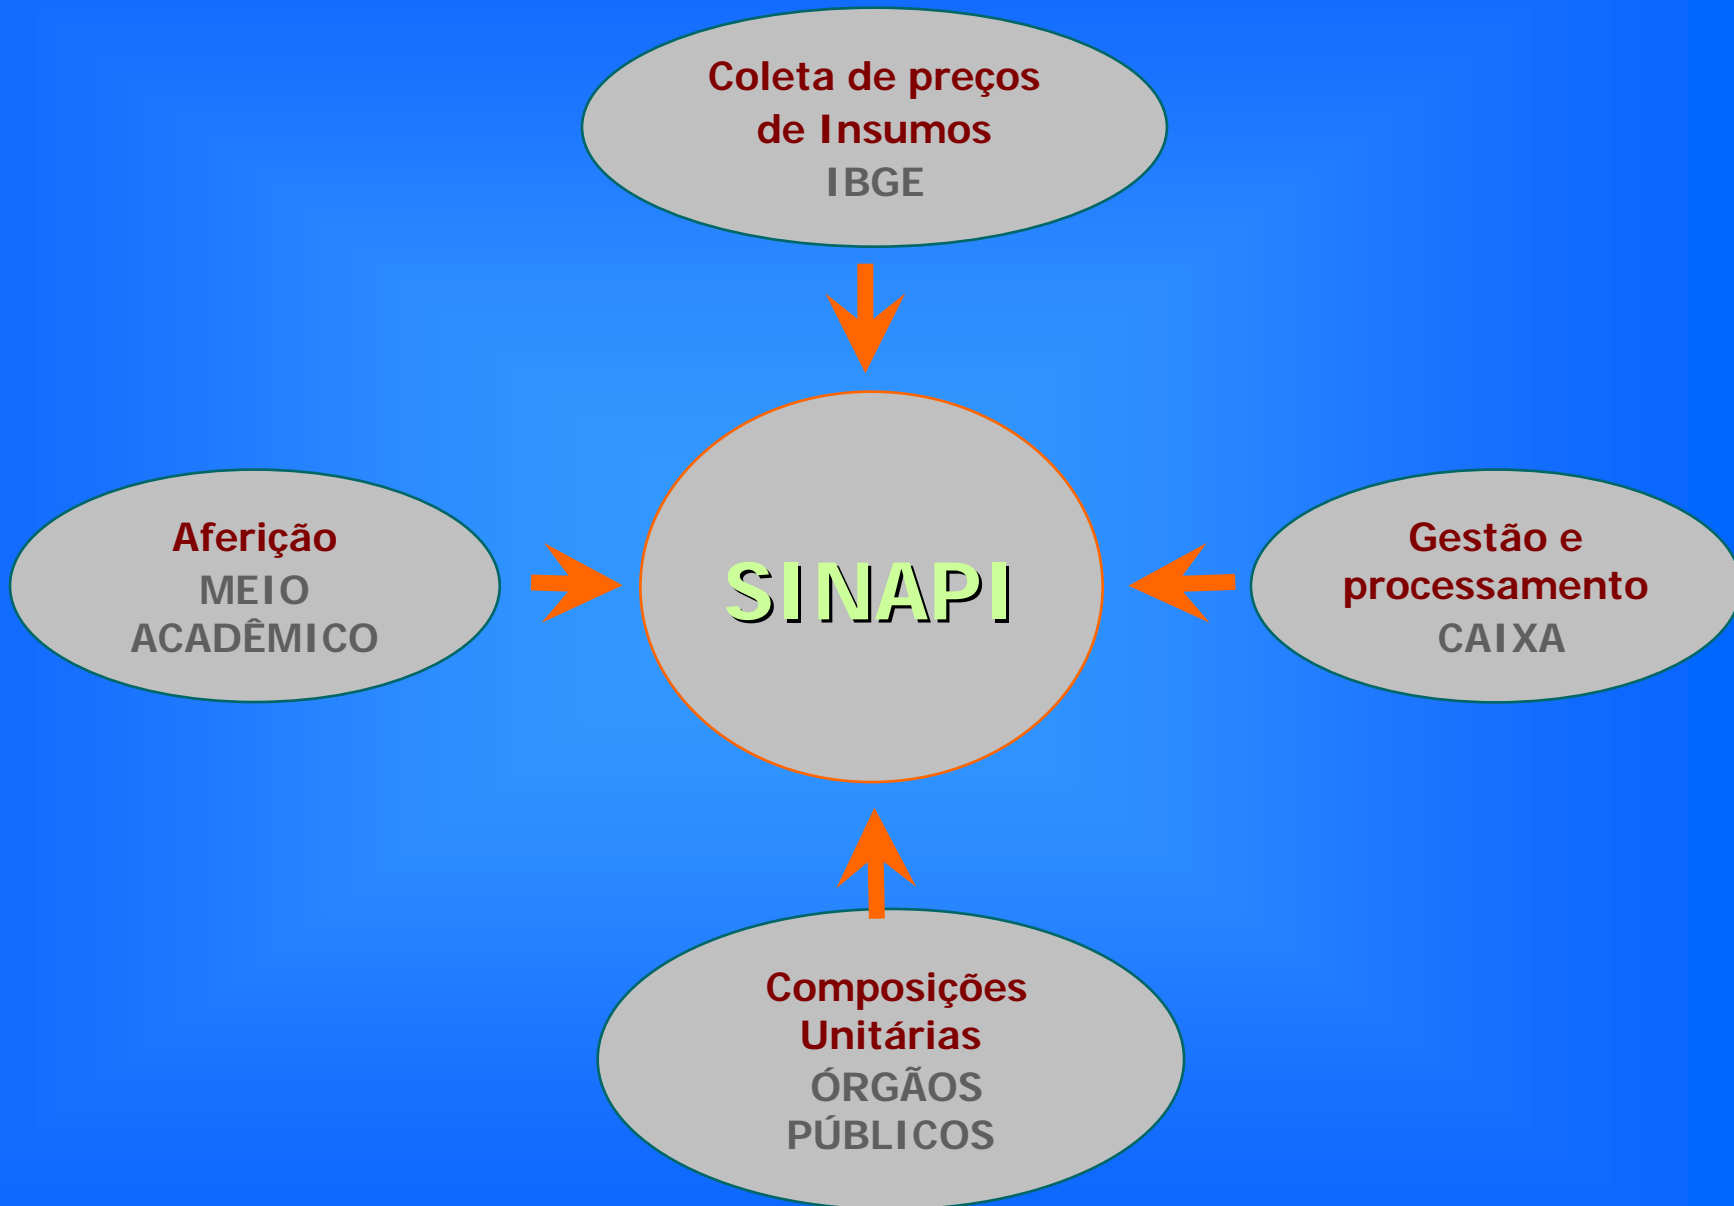 Coleta de preços
de Insumos
IBGE
Aferição
MEIO
ACADÊMICO
SINAPI
Gestão e
processamento
CAIXA
Composições
Unitárias
ÓRGÃOS
PÚBLICOS